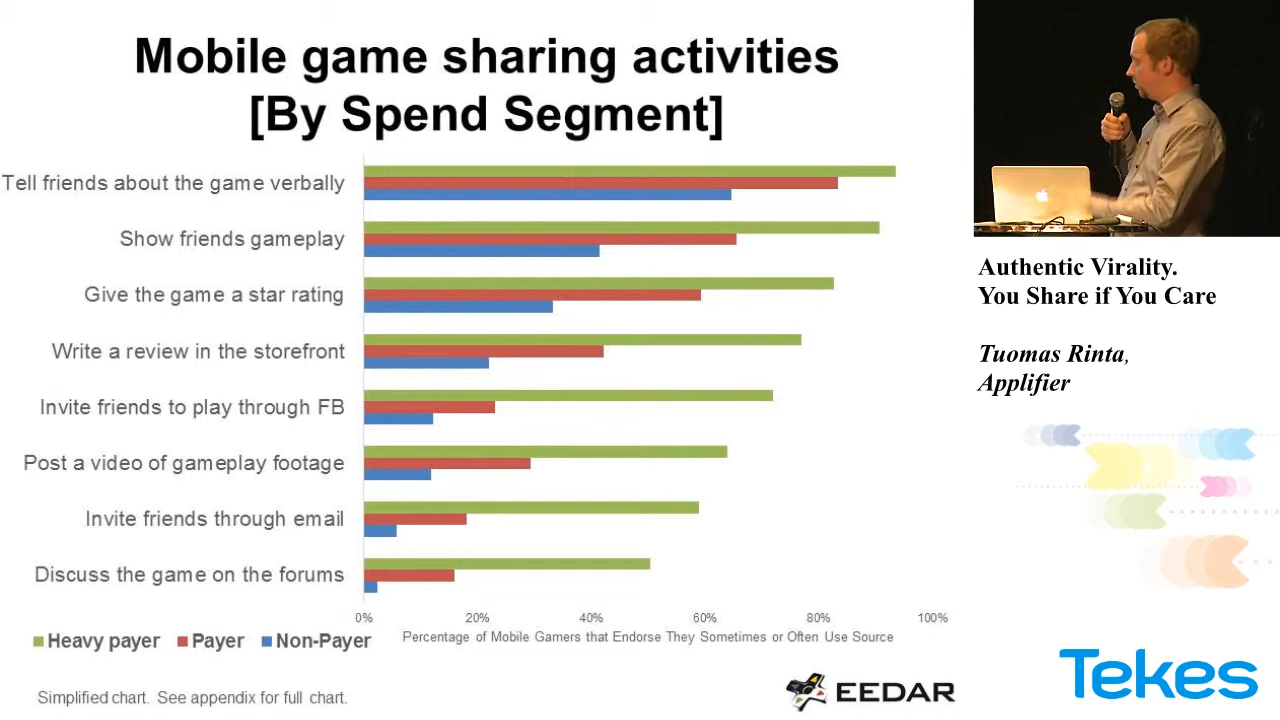 Mobile game sharing activities
[By Spend Segment]
Tell friends about the game verbally
Show friends gameplay
Give the game a star rating
Write a review in the storefront
Invite friends to play through FB
Post a video of gameplay footage
Invite friends through email
Discuss the game on the forums
0% 20% 40% 60% 80% 100%
Percentage of Mobile Gamers that Endorse They Sometimes or Often Use Source
Heavy payer Payer Non-Payer
Simplified chart. See appendix for full chart.
EEDAR
Authentic Virality.
You Share if You Care
Tuomas Rinta,
Applifier
Tekes